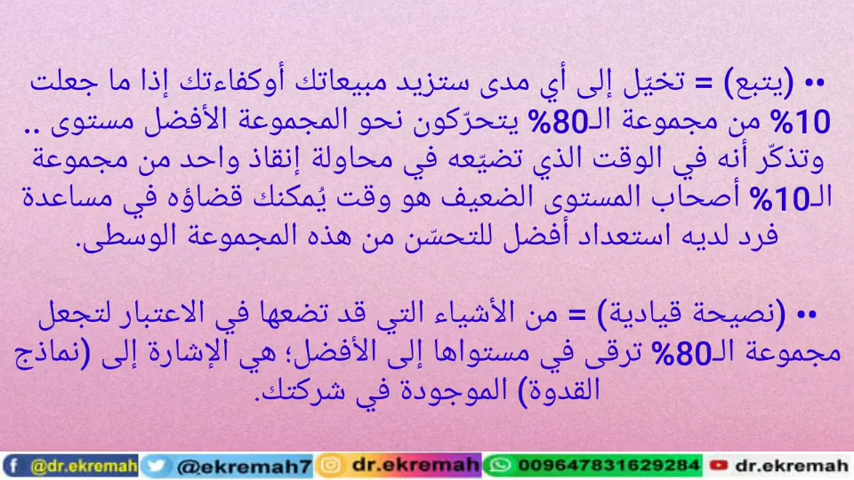 •• (يتبع) = تخيّل إلى أي مدى ستزيد مبيعاتك أوكفاءتك إذا ما جعلت
10% من مجموعة الـ80% يتحرّكون نحو المجموعة الأفضل مستوى ..
وتذكّر أنه في الوقت الذي تضيّعه في محاولة إنقاذ واحد من مجموعة
الـ10% أصحاب المستوى الضعيف هو وقت يُمكنك قضاؤه في مساعدة
فرد لديه استعداد أفضل للتحسّن من هذه المجموعة الوسطى.
•• (نصيحة قيادية) = من الأشياء التي قد تضعها في الاعتبار لتجعل
مجموعة الـ80% ترقى في مستواها إلى الأفضل؛ هي الإشارة إلى (نماذج
القدوة) الموجودة في شركتك.
@dr.ekremah @ekremah7 dr.ekremah 009647831629284 dr.ekremah